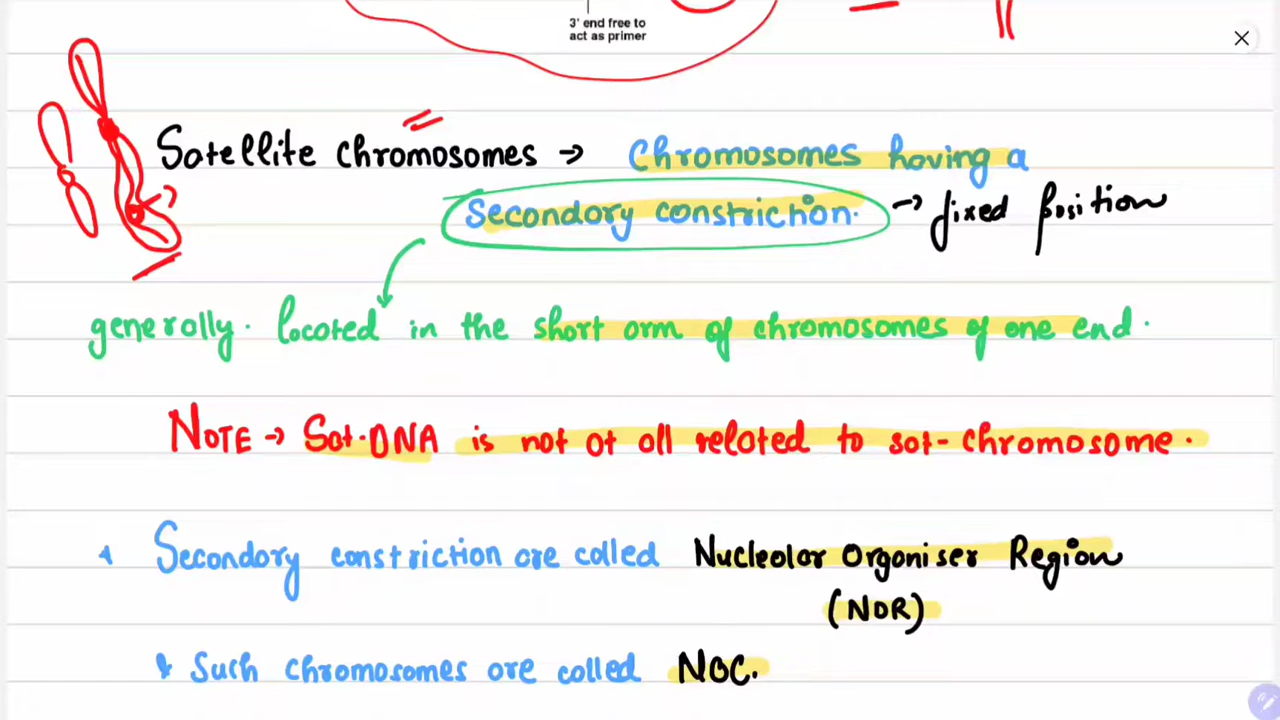 3' end free to
act as primer
Satellite chromosomes → Chromosomes having a
Secondary constriction. → fixed position
generally. located in the short arm of chromosomes of one end.
NOTE → Sat-DNA is not at all related to sat-chromosome.
Secondary constriction are called Nucleolar Organiser Region
(NOR)
* Such chromosomes are called NOC.